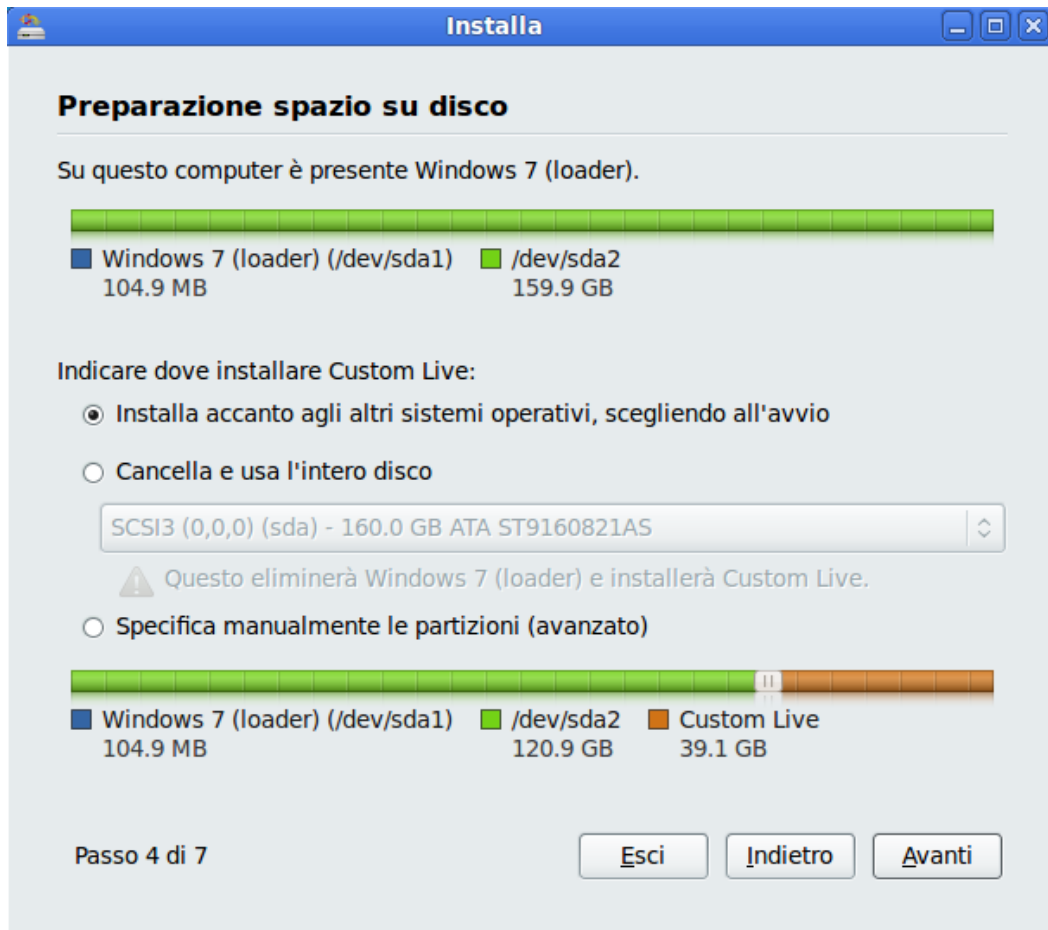 Installa
Preparazione spazio su disco
Su questo computer è presente Windows 7 (loader).
Windows 7 (loader) (/dev/sda1) /dev/sda2
104.9 MB 159.9 GB
Indicare dove installare Custom Live:
Installa accanto agli altri sistemi operativi, scegliendo all'avvio
Cancella e usa l'intero disco
SCSI3 (0,0,0) (sda) - 160.0 GB ATA ST9160821AS
Questo eliminerà Windows 7 (loader) e installerà Custom Live.
Specifica manualmente le partizioni (avanzato)
Windows 7 (loader) (/dev/sda1) /dev/sda2 Custom Live
104.9 MB 120.9 GB 39.1 GB
Passo 4 di 7 Esci Indietro Avanti